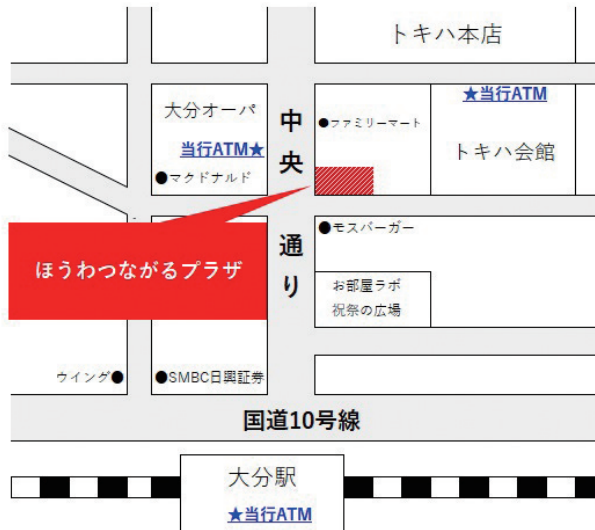 トキハ本店
大分オーパ
当行ATM★
●マクドナルド
中央通り
●ファミリーマート
★当行ATM
トキハ会館
ほうわつながるプラザ
●モスバーガー
お部屋ラボ
祝祭の広場
ウイング●
●SMBC日興証券
国道10号線
大分駅
★当行ATM